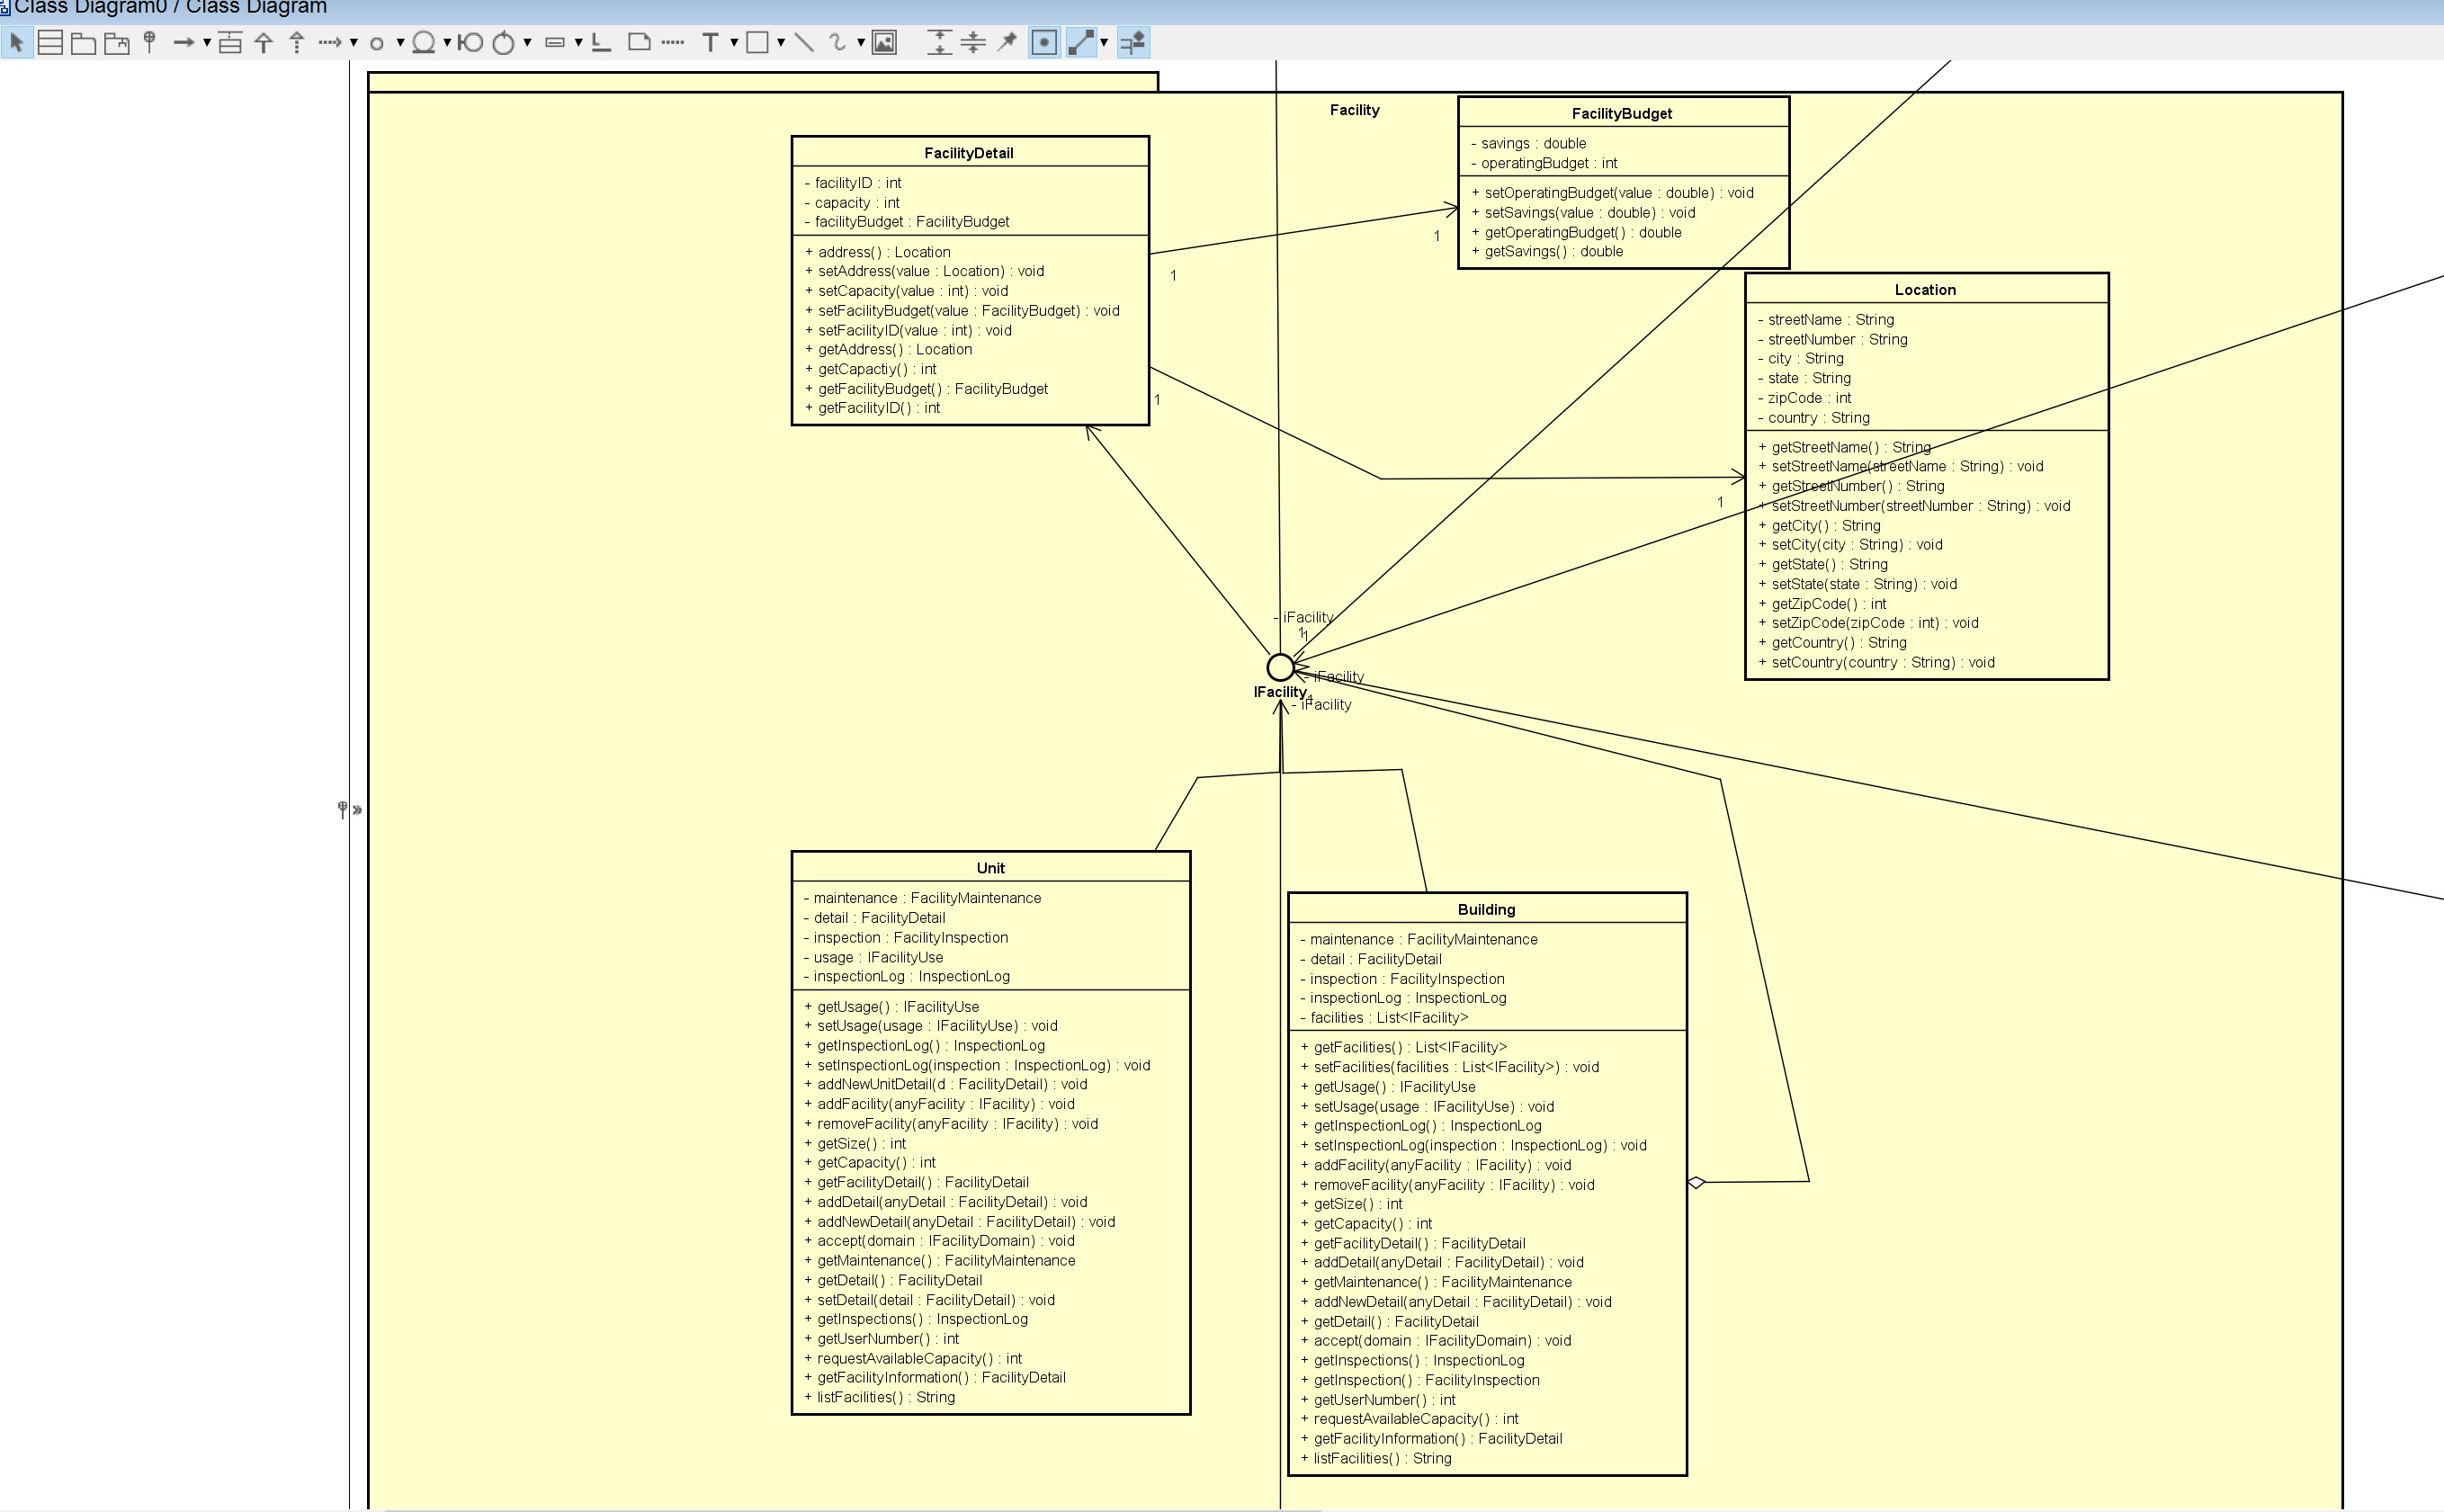 Class Diagram0 / Class Diagram
T
Facility
FacilityBudget
- savings : double
- operatingBudget : int
+ setOperatingBudget(value : double) : void
+ setSavings(value : double) : void
+ getOperatingBudget() : double
+ getSavings() : double
FacilityDetail
- facilityID : int
- capacity : int
- facilityBudget : FacilityBudget
+ address() : Location
+ setAddress(value : Location) : void
+ setCapacity(value : int) : void
+ setFacilityBudget(value : FacilityBudget) : void
+ setFacilityID(value : int) : void
+ getAddress() : Location
+ getCapactiy() : int
+ getFacilityBudget() : FacilityBudget
+ getFacilityID() : int
1
1
1
1
Location
- streetName : String
- streetNumber : String
- city : String
- state : String
- zipCode : int
- country : String
+ getStreetName() : String
+ setStreetName(streetName : String) : void
+ getStreetNumber() : String
+ setStreetNumber(streetNumber : String) : void
+ getCity() : String
+ setCity(city : String) : void
+ getState() : String
+ setState(state : String) : void
+ getZipCode() : int
+ setZipCode(zipCode : int) : void
+ getCountry() : String
+ setCountry(country : String) : void
- iFacility
1
1
- iFacility
IFacility
- iFacility
Unit
- maintenance : FacilityMaintenance
- detail : FacilityDetail
- inspection : FacilityInspection
- usage : IFacilityUse
- inspectionLog : InspectionLog
+ getUsage() : IFacilityUse
+ setUsage(usage : IFacilityUse) : void
+ getInspectionLog() : InspectionLog
+ setInspectionLog(inspection : InspectionLog) : void
+ addNewUnitDetail(d : FacilityDetail) : void
+ addFacility(anyFacility : IFacility) : void
+ removeFacility(anyFacility : IFacility) : void
+ getSize() : int
+ getCapacity() : int
+ getFacilityDetail() : FacilityDetail
+ addDetail(anyDetail : FacilityDetail) : void
+ addNewDetail(anyDetail : FacilityDetail) : void
+ accept(domain : IFacilityDomain) : void
+ getMaintenance() : FacilityMaintenance
+ getDetail() : FacilityDetail
+ setDetail(detail : FacilityDetail) : void
+ getInspections() : InspectionLog
+ getUserNumber() : int
+ requestAvailableCapacity() : int
+ getFacilityInformation() : FacilityDetail
+ listFacilities() : String
Building
- maintenance : FacilityMaintenance
- detail : FacilityDetail
- inspection : FacilityInspection
- inspectionLog : InspectionLog
- facilities : List<IFacility>
+ getFacilities() : List<IFacility>
+ setFacilities(facilities : List<IFacility>) : void
+ getUsage() : IFacilityUse
+ setUsage(usage : IFacilityUse) : void
+ getInspectionLog() : InspectionLog
+ setInspectionLog(inspection : InspectionLog) : void
+ addFacility(anyFacility : IFacility) : void
+ removeFacility(anyFacility : IFacility) : void
+ getSize() : int
+ getCapacity() : int
+ getFacilityDetail() : FacilityDetail
+ addDetail(anyDetail : FacilityDetail) : void
+ getMaintenance() : FacilityMaintenance
+ addNewDetail(anyDetail : FacilityDetail) : void
+ getDetail() : FacilityDetail
+ accept(domain : IFacilityDomain) : void
+ getInspections() : InspectionLog
+ getInspection() : FacilityInspection
+ getUserNumber() : int
+ requestAvailableCapacity() : int
+ getFacilityInformation() : FacilityDetail
+ listFacilities() : String